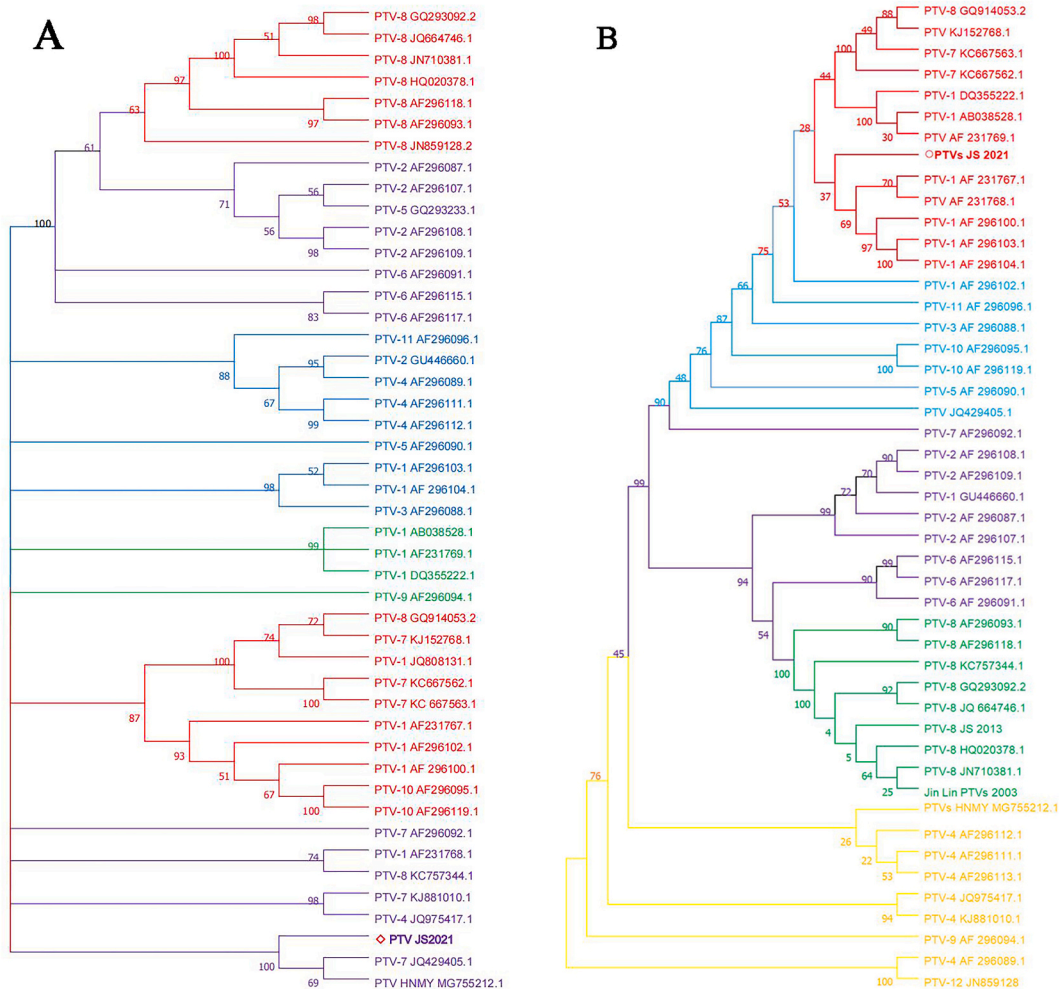 A
98
PTV-8 GQ293092.2
51
PTV-8 JQ664746.1
100
PTV-8 JN710381.1
97
PTV-8 HQ020378.1
63
PTV-8 AF296118.1
97
PTV-8 AF296093.1
61
PTV-8 JN859128.2
PTV-2 AF296087.1
56
PTV-2 AF296107.1
71
PTV-5 GQ293233.1
56
PTV-2 AF296108.1
98
PTV-2 AF296109.1
100
PTV-6 AF296091.1
PTV-6 AF296115.1
83
PTV-6 AF296117.1
PTV-11 AF296096.1
95
PTV-2 GU446660.1
88
PTV-4 AF296089.1
67
PTV-4 AF296111.1
99
PTV-4 AF296112.1
PTV-5 AF296090.1
52
PTV-1 AF296103.1
98
PTV-1 AF 296104.1
PTV-3 AF296088.1
PTV-1 AB038528.1
99
PTV-1 AF231769.1
PTV-1 DQ355222.1
PTV-9 AF296094.1
72
PTV-8 GQ914053.2
74
PTV-7 KJ152768.1
100
PTV-1 JQ808131.1
PTV-7 KC667562.1
100
PTV-7 KC 667563.1
87
PTV-1 AF231767.1
93
PTV-1 AF296102.1
51
PTV-1 AF 296100.1
67
PTV-10 AF296095.1
100
PTV-10 AF296119.1
PTV-7 AF296092.1
74
PTV-1 AF231768.1
PTV-8 KC757344.1
98
PTV-7 KJ881010.1
PTV-4 JQ975417.1
PTV JS2021
100
PTV-7 JQ429405.1
69
PTV HNMY MG755212.1
B
88
PTV-8 GQ914053.2
49
PTV KJ152768.1
100
PTV-7 KC667563.1
PTV-7 KC667562.1
44
PTV-1 DQ355222.1
100
PTV-1 AB038528.1
30
PTV AF 231769.1
28
PTVs JS 2021
70
PTV-1 AF 231767.1
37
PTV AF 231768.1
69
PTV-1 AF 296100.1
97
PTV-1 AF 296103.1
100
PTV-1 AF 296104.1
53
PTV-1 AF 296102.1
75
PTV-11 AF 296096.1
66
PTV-3 AF 296088.1
82
PTV-10 AF296095.1
100
PTV-10 AF 296119.1
76
PTV-5 AF 296090.1
48
PTV JQ429405.1
90
PTV-7 AF296092.1
90
PTV-2 AF 296108.1
70
PTV-2 AF296109.1
72
PTV-1 GU446660.1
99
PTV-2 AF 296087.1
PTV-2 AF 296107.1
99
94
99
PTV-6 AF296115.1
90
PTV-6 AF296117.1
PTV-6 AF 296091.1
54
90
PTV-8 AF296093.1
PTV-8 AF296118.1
100
PTV-8 KC757344.1
100
92
PTV-8 GQ293092.2
PTV-8 JQ 664746.1
4
PTV-8 JS 2013
5
PTV-8 HQ020378.1
64
PTV-8 JN710381.1
25
Jin Lin PTVs 2003
45
PTVs HNMY MG755212.1
26
PTV-4 AF296112.1
22
PTV-4 AF296111.1
53
PTV-4 AF296113.1
76
PTV-4 JQ975417.1
94
PTV-4 KJ881010.1
PTV-9 AF 296094.1
PTV-4 AF 296089.1
100
PTV-12 JN859128